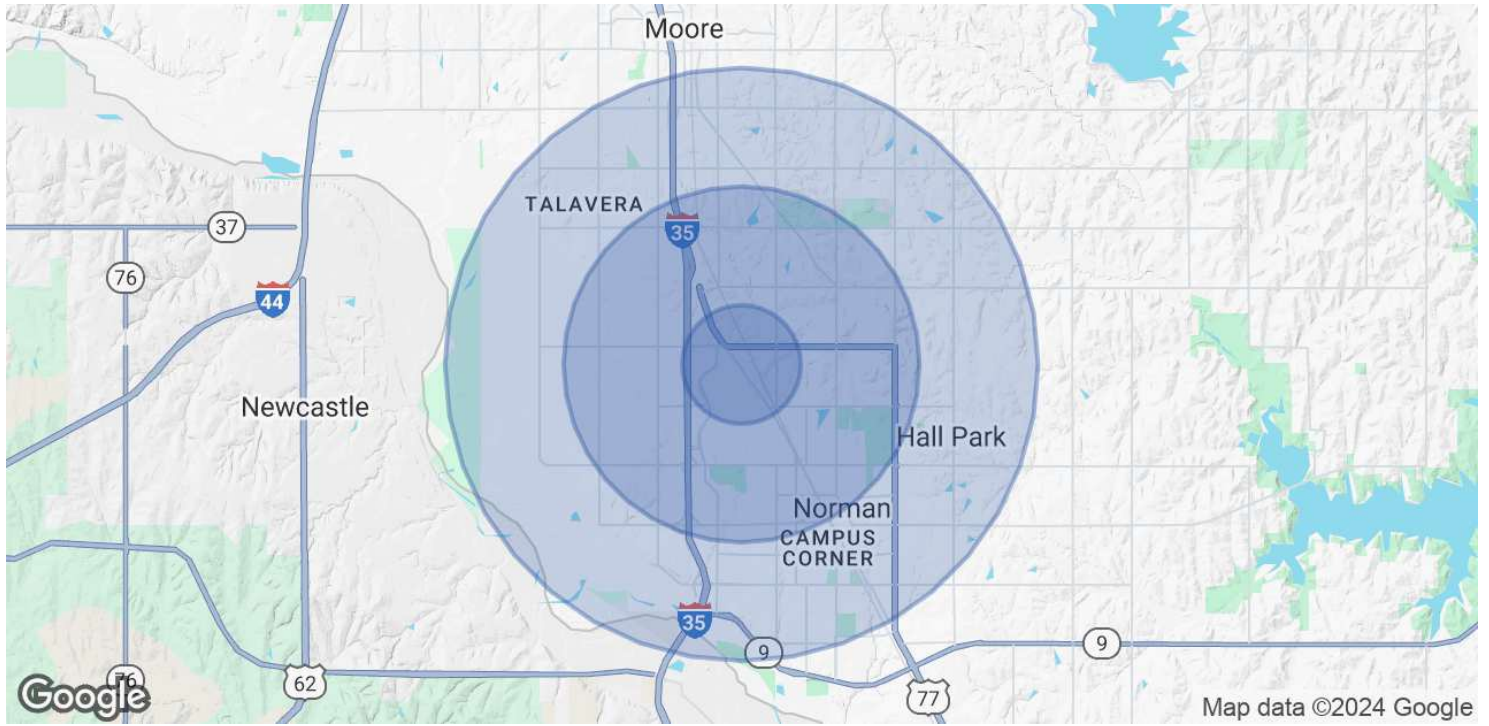 Moore
TALAVERA
37
35
76
44
Newcastle
Hall Park
Norman
CAMPUS
CORNER
35
9
9
76
62
77
Google
Map data ©2024 Google